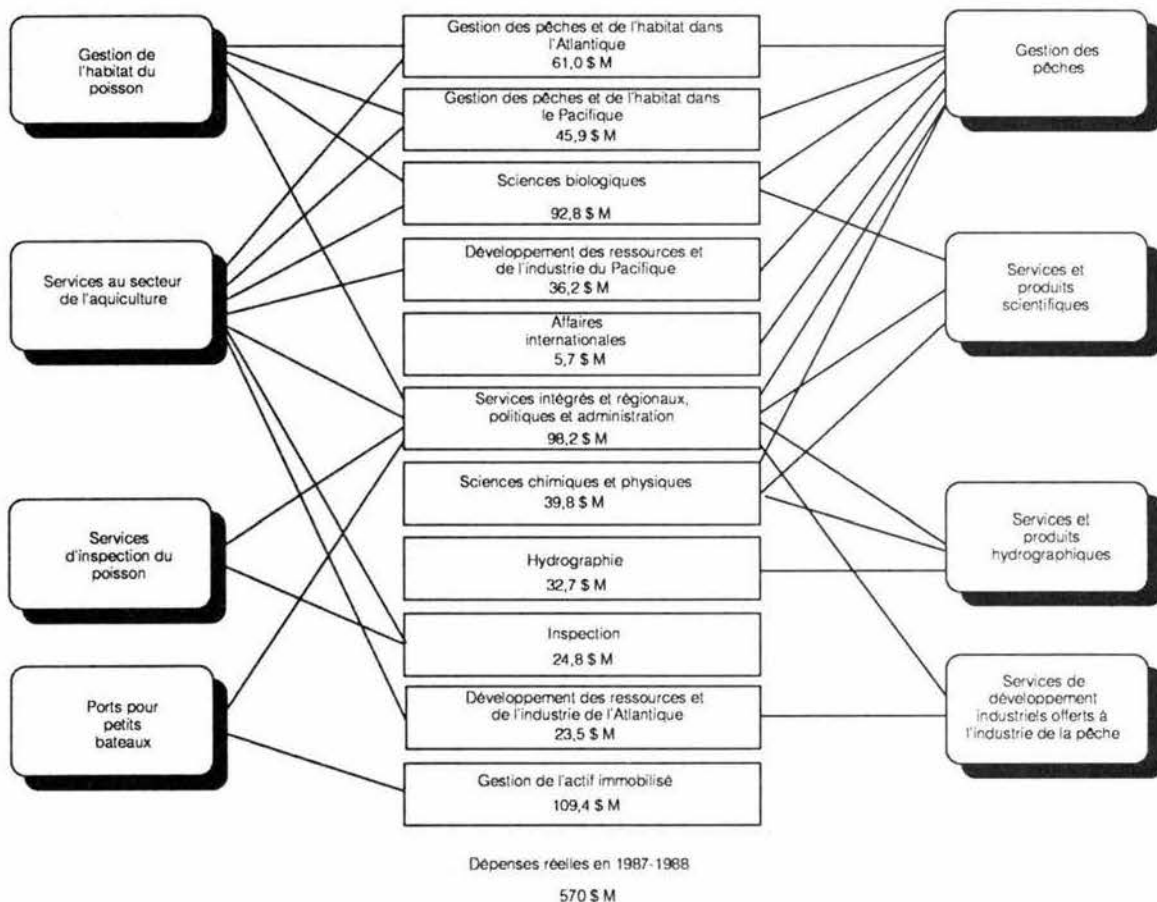 Gestion de
l'habitat du
poisson
Services au secteur
de l'aquiculture
Services
d'inspection du
poisson
Ports pour
petits
bateaux
Gestion des pêches et de l'habitat dans
l'Atlantique
61,0 $ M
Gestion des pêches et de l'habitat dans
le Pacifique
45,9 $ M
Sciences biologiques
92,8 $ M
Développement des ressources et
de l'industrie du Pacifique
36,2 $ M
Affaires
internationales
5,7 $ M
Services intégrés et régionaux,
politiques et administration
98,2 $ M
Sciences chimiques et physiques
39,8 $ M
Hydrographie
32,7 $ M
Inspection
24,8 $ M
Développement des ressources et
de l'industrie de l'Atlantique
23,5 $ M
Gestion de l'actif immobilisé
109,4 $ M
Gestion des
pêches
Services et
produits
scientifiques
Services et
produits
hydrographiques
Services de
développement
industriels offerts à
l'industrie de la pêche
Dépenses réelles en 1987-1988
570 $ M